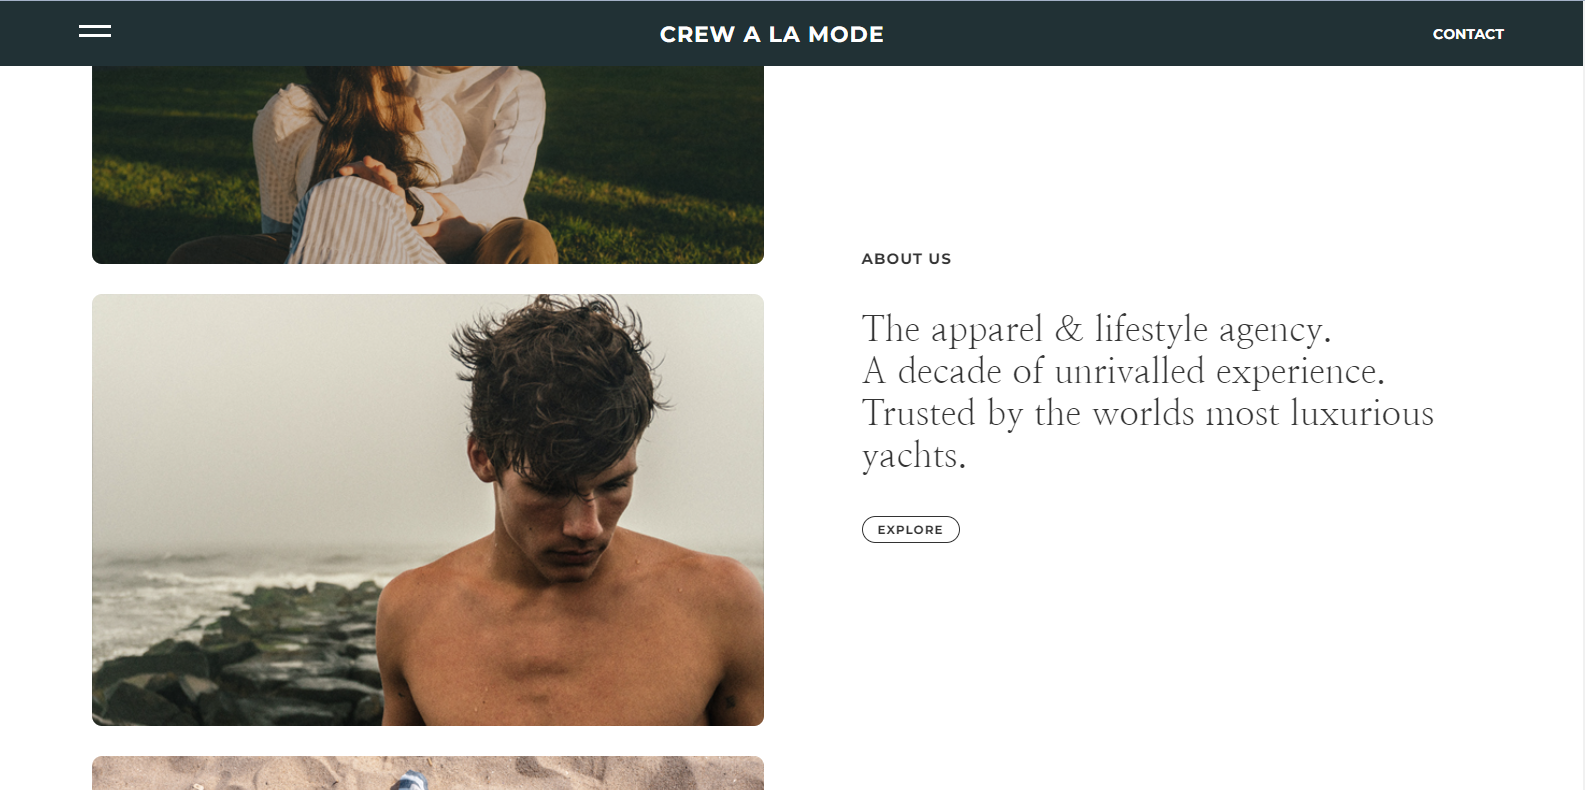 CREW A LA MODE
CONTACT
ABOUT US
The apparel & lifestyle agency.
A decade of unrivalled experience.
Trusted by the worlds most luxurious
yachts.
EXPLORE